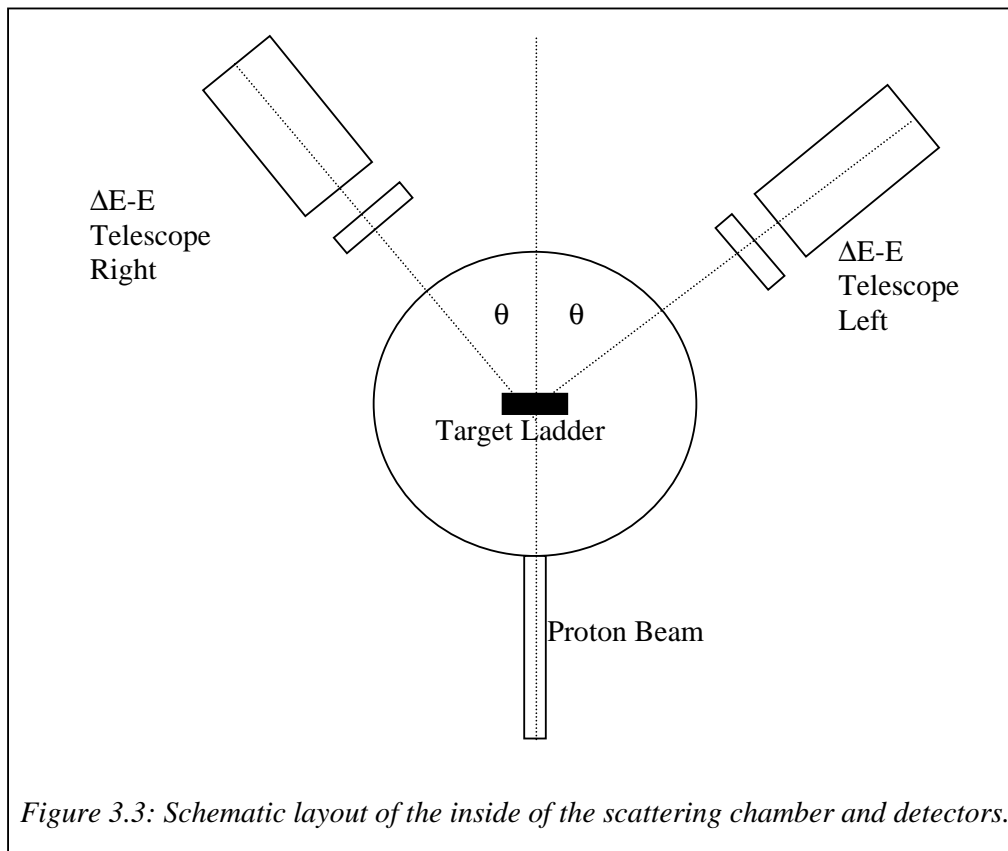 ΔE-E
Telescope
Right
ΔE-E
Telescope
Left
θ
θ
Target Ladder
Proton Beam
Figure 3.3: Schematic layout of the inside of the scattering chamber and detectors.